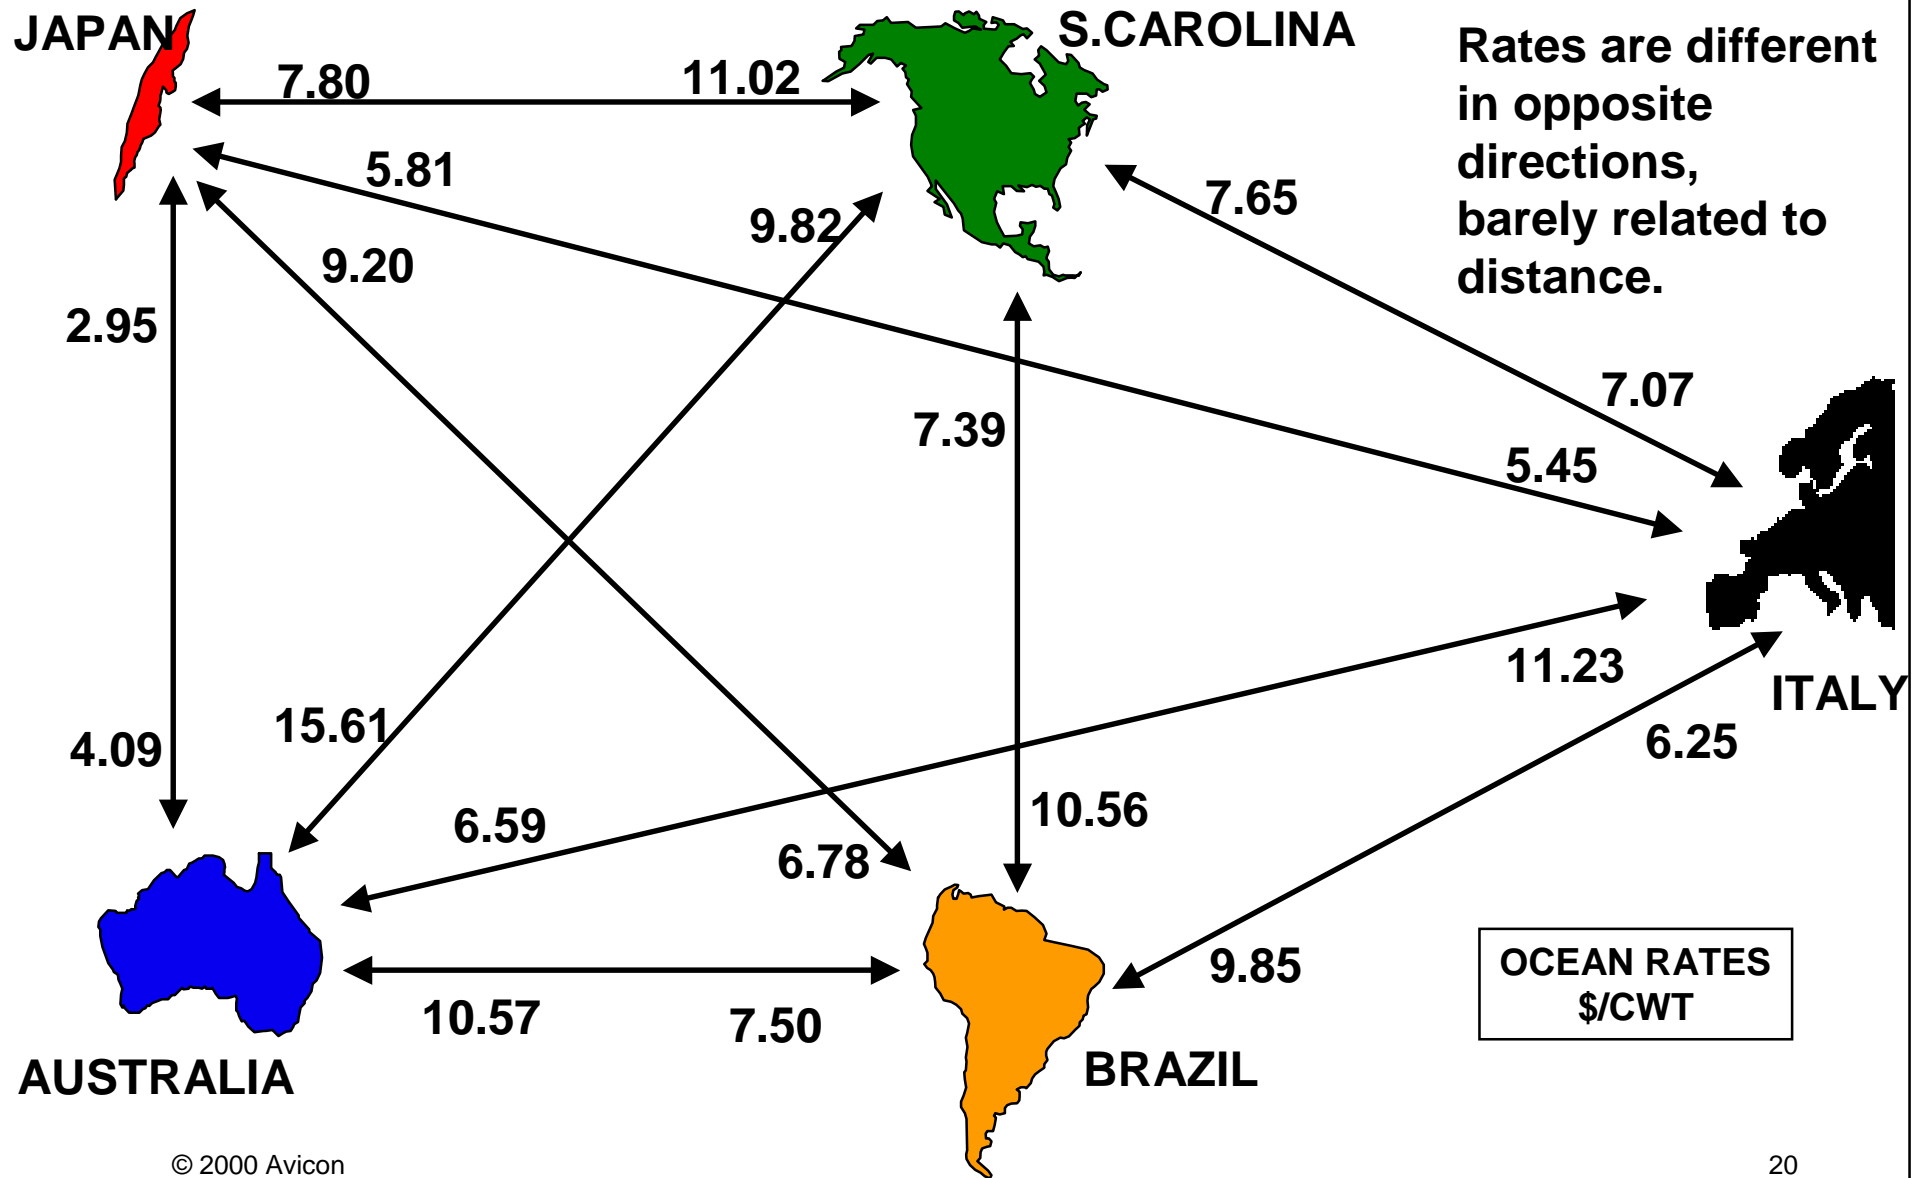 JAPAN
S.CAROLINA
Rates are different
in opposite
directions,
barely related to
distance.
7.80
11.02
5.81
9.82
7.65
9.20
2.95
7.07
7.39
5.45
11.23
ITALY
15.61
6.25
4.09
10.56
6.59
6.78
9.85
OCEAN RATES
$/CWT
10.57
7.50
AUSTRALIA
BRAZIL
© 2000 Avicon
20